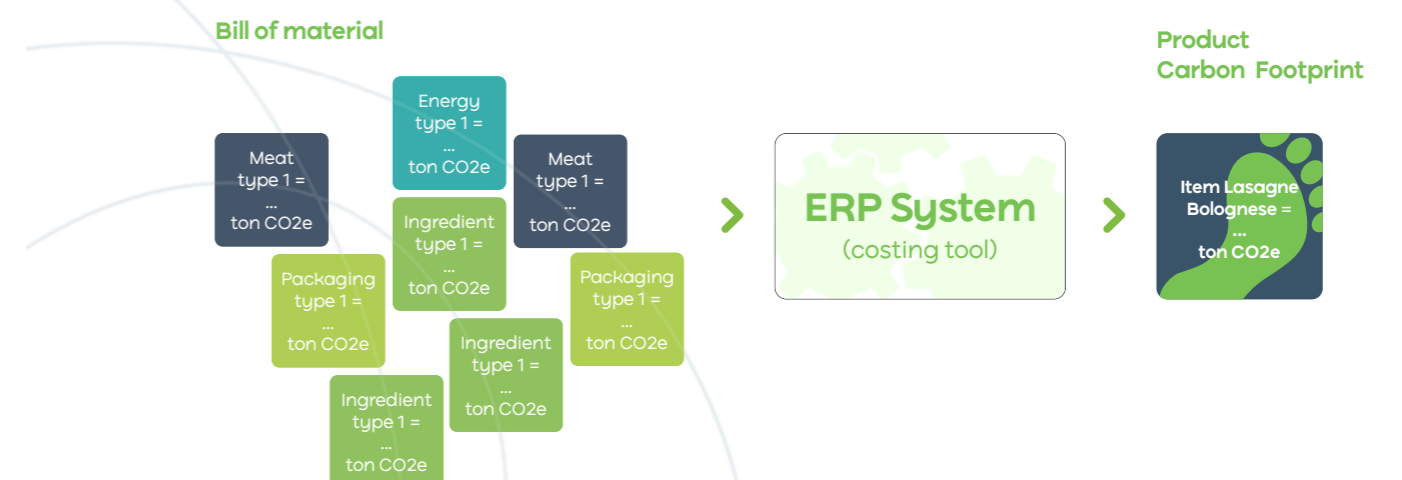 Bill of material
Product
Carbon Footprint
Energy
type 1 =
...
ton CO2e
Meat
type 1 =
...
ton CO2e
Meat
type 1 =
...
ton CO2e
Ingredient
type 1 =
...
ton CO2e
Packaging
type 1 =
...
ton CO2e
Packaging
type 1 =
...
ton CO2e
Ingredient
type 1 =
...
ton CO2e
Ingredient
type 1 =
...
ton CO2e
ERP System
(costing tool)
Item Lasagne
Bolognese =
...
ton CO2e